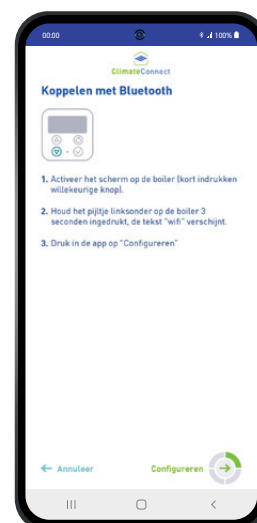 00:00
100%
ClimateConnect
Koppelen met Bluetooth
1. Activeer het scherm op de boiler (kort indrukken
willekeurige knop).
2. Houd het pijltje linksonder op de boiler 3
seconden ingedrukt, de tekst "wifi" verschijnt.
3. Druk in de app op "Configureren"
Annuleer
Configureren